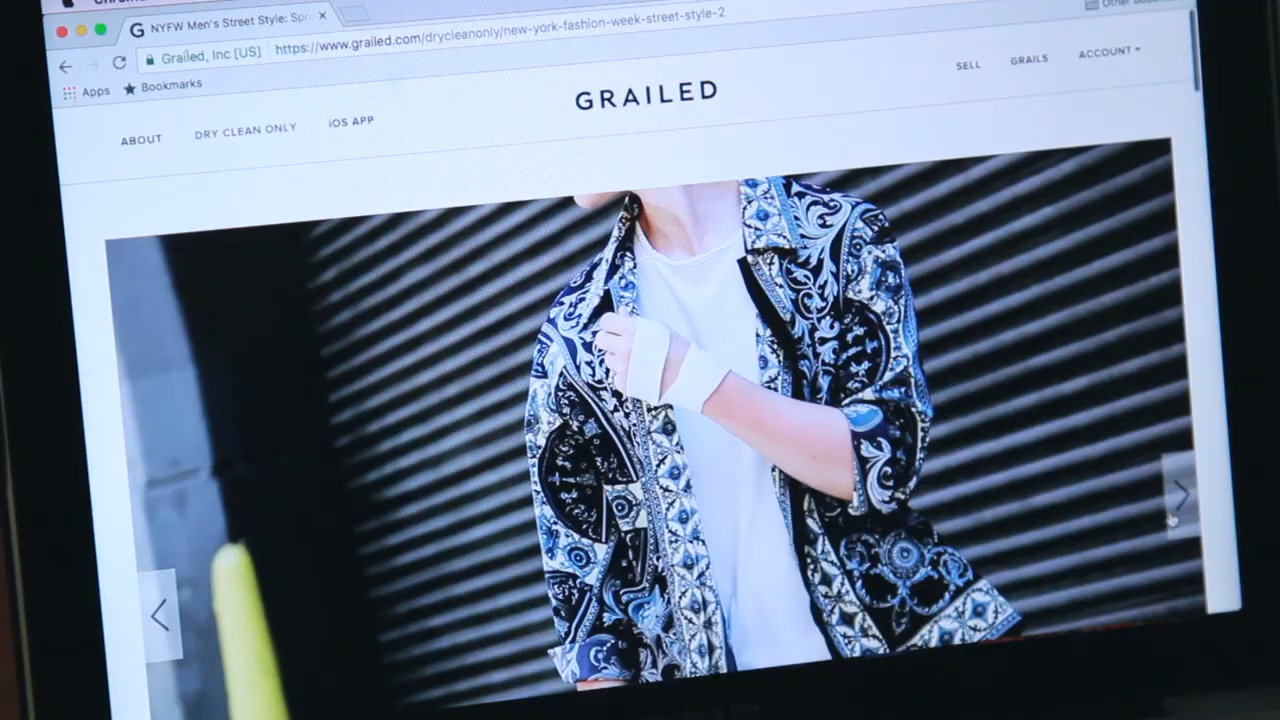 NYFW Men's Street Style: Spr
Grailed, Inc [US]
https://www.grailed.com/drycleanonly/new-york-fashion-week-street-style-2
Apps
Bookmarks
ABOUT
DRY CLEAN ONLY
iOS APP
GRAILED
SELL
GRAILS
ACCOUNT